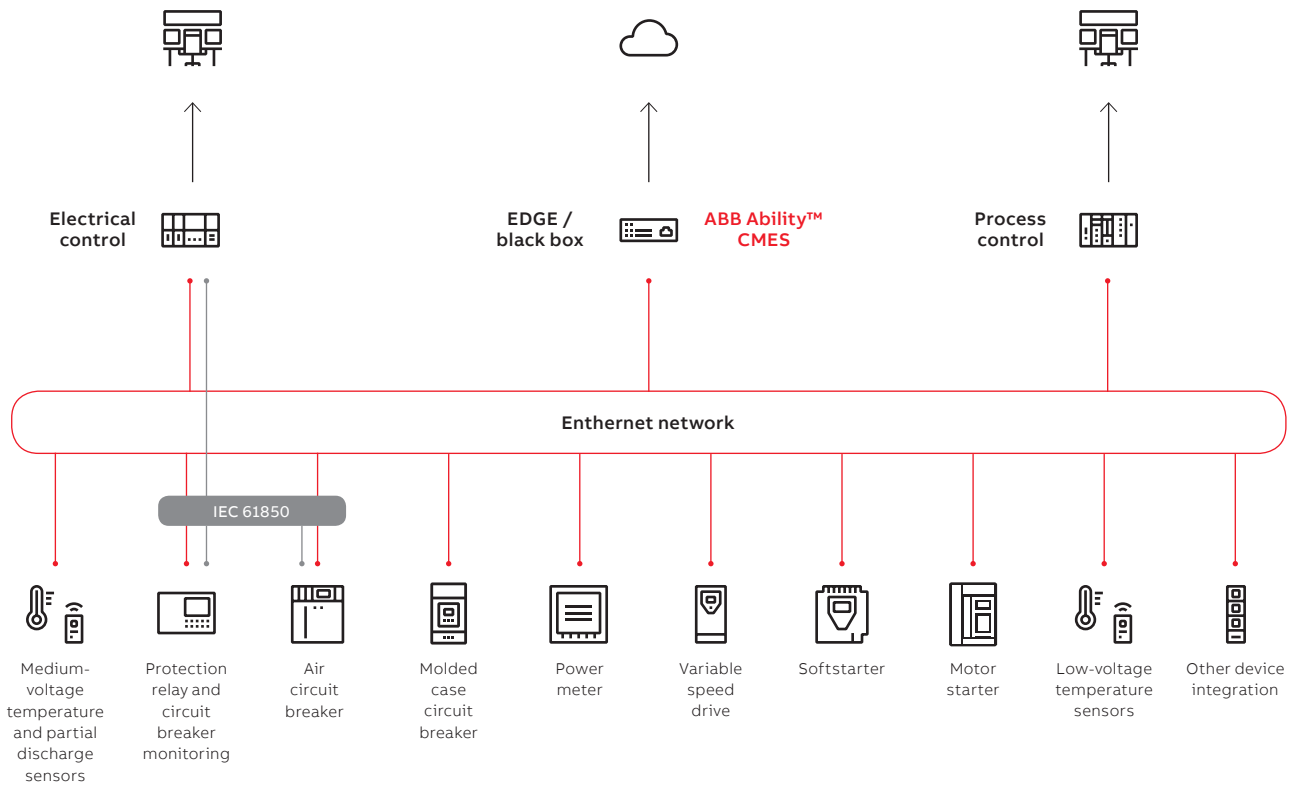 Electrical
control
EDGE /
black box
ABB Ability™
CMES
Process
control
Enthernet network
IEC 61850
Medium-
voltage
temperature
and partial
discharge
sensors
Protection
relay and
circuit
breaker
monitoring
Air
circuit
breaker
Molded
case
circuit
breaker
Power
meter
Variable
speed
drive
Softstarter
Motor
starter
Low-voltage
temperature
sensors
Other device
integration